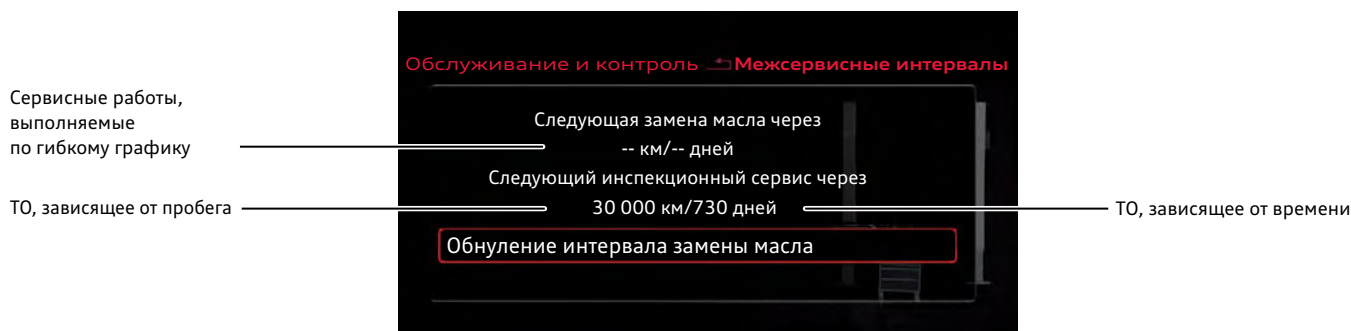 Обслуживание и контроль Межсервисные интервалы
Сервисные работы,
выполняемые
по гибкому графику
Следующая замена масла через
-- км/-- дней
Следующий инспекционный сервис через
ТО, зависящее от пробега
30 000 км/730 дней
ТО, зависящее от времени
Обнуление интервала замены масла